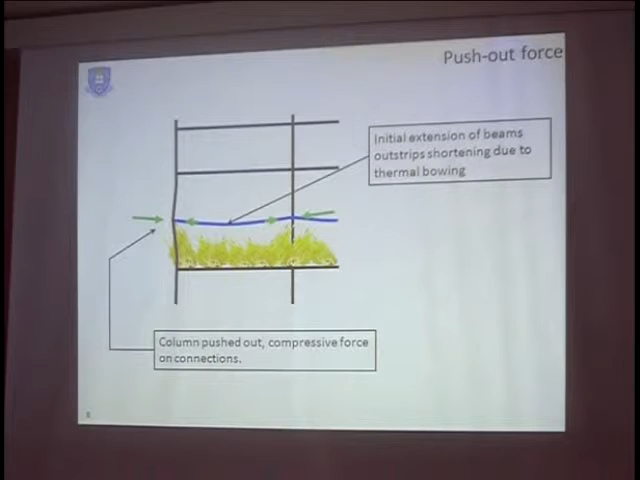 Push-out force
Initial extension of beams
outstrips shortening due to
thermal bowing
Column pushed out, compressive force
on connections.